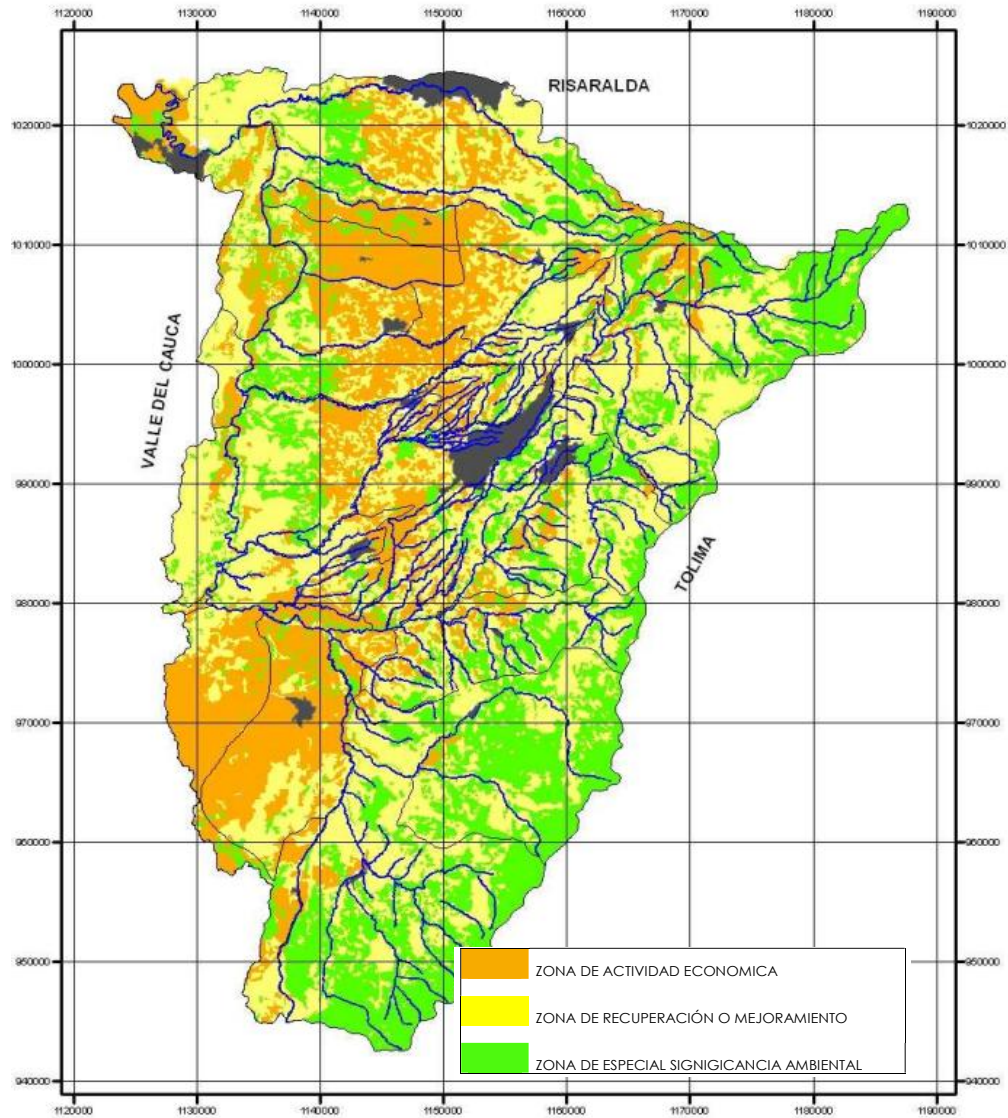 1120000 1130000 1140000 1150000 1160000 1170000 1180000 1190000
RISARALDA
1020000 1020000
1010000 1010000
VALLE DEL CAUCA
1000000 1000000
990000 990000
TOLIMA
980000 980000
970000 970000
960000 960000
950000 950000
ZONA DE ACTIVIDAD ECONOMICA
ZONA DE RECUPERACIÓN O MEJORAMIENTO
ZONA DE ESPECIAL SIGNIGICANCIA AMBIENTAL
940000 940000
1120000 1130000 1140000 1150000 1160000 1170000 1180000 1190000